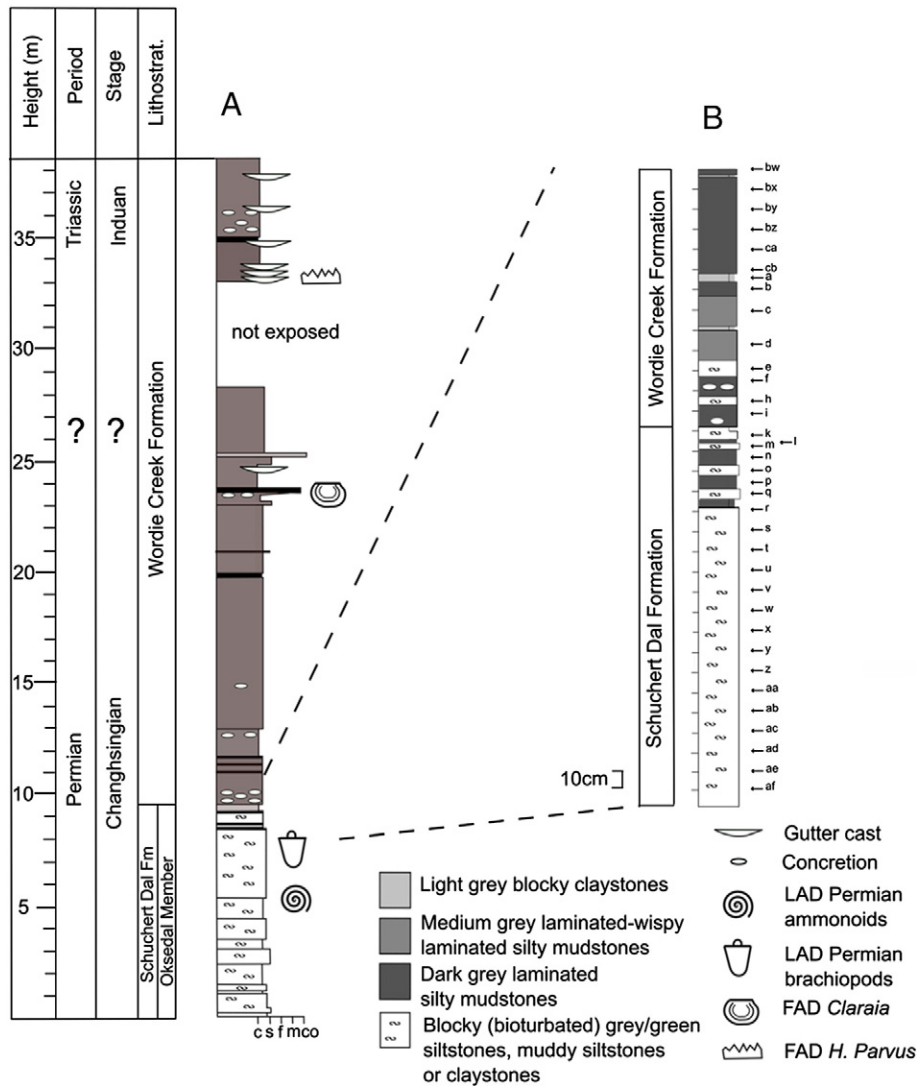 Height (m)
Period
Stage
Lithostrat.
A
B
35
30
25
20
15
10
5
Triassic
?
Permian
Induan
?
Changhsingian
Wordie Creek Formation
Schuchert Dal Fm
Oksedal Member
not exposed
c s f m co
Wordie Creek Formation
Schuchert Dal Formation
bw
bx
by
bz
ca
cb
a
b
c
d
e
f
h
i
k
m
l
n
o
p
q
r
s
t
u
v
w
x
y
z
aa
ab
ac
ad
ae
af
10cm
Light grey blocky claystones
Medium grey laminated-wispy
laminated silty mudstones
Dark grey laminated
silty mudstones
Blocky (bioturbated) grey/green
siltstones, muddy siltstones
or claystones
Gutter cast
Concretion
LAD Permian
ammonoids
LAD Permian
brachiopods
FAD Claraia
FAD H. Parvus